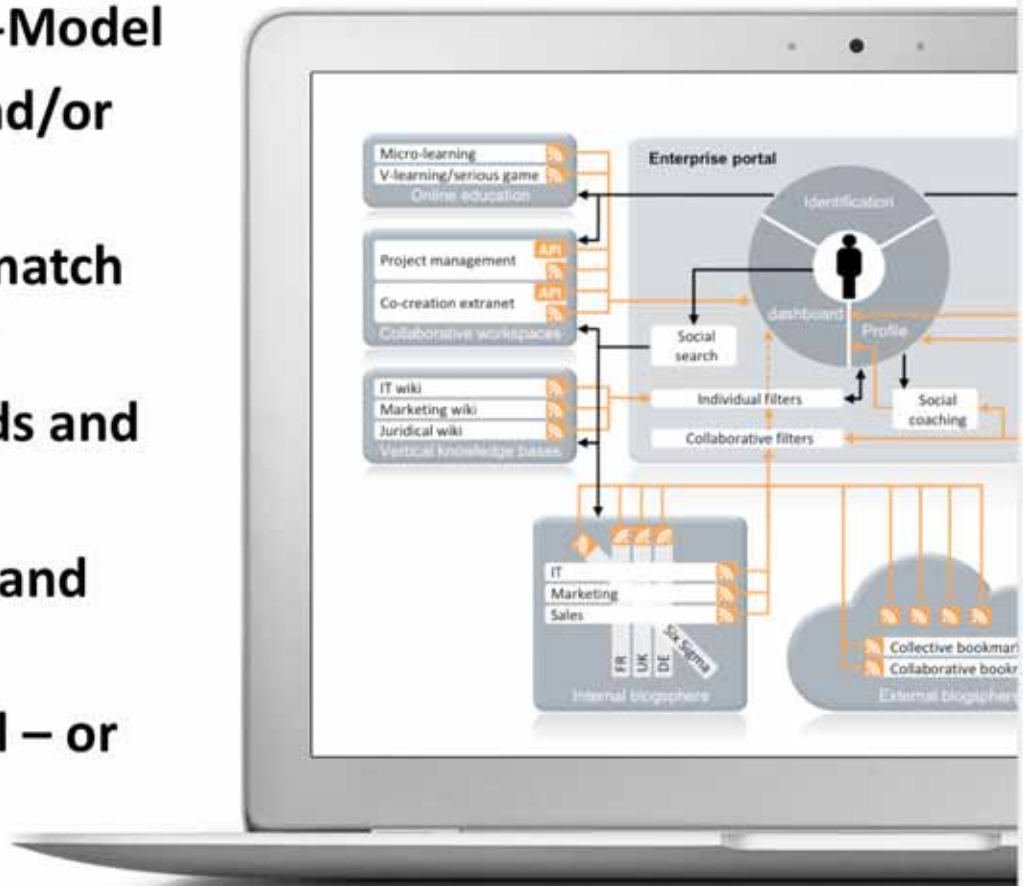 -Model
nd/or
match
ds and
and
l – or
Micro-learning
V-learning/serious game
Online education
Project management
API
Co-creation extranet
API
Collaborative workspaces
IT wiki
Marketing wiki
Juridical wiki
Vertical knowledge bases
Enterprise portal
Identification
dashboard
Profile
Social
search
Individual filters
Collaborative filters
Social
coaching
IT
Marketing
Sales
FR
UK
DE
Six Sigma
Internal blogsphere
Collective bookmar
Collaborative bookr
External blogsphere